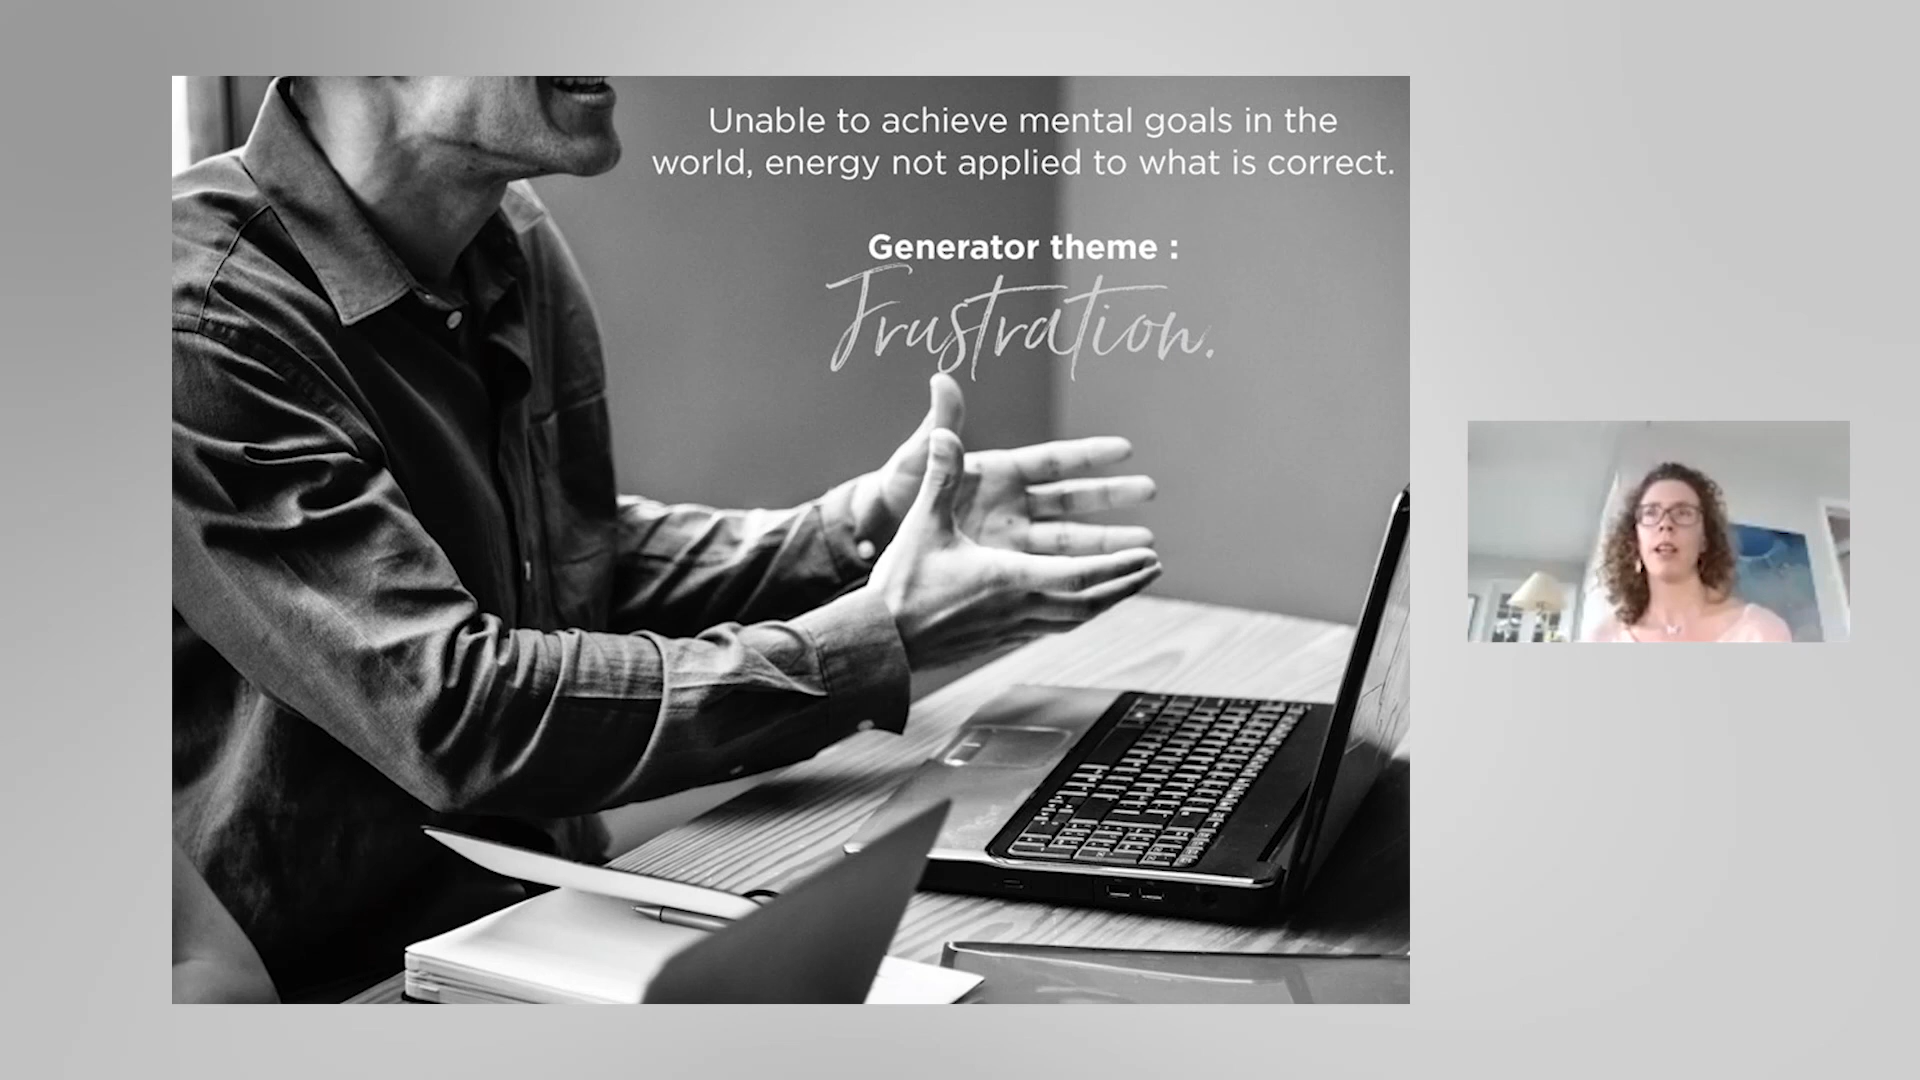 Unable to achieve mental goals in the
world, energy not applied to what is correct.
Generator theme :
Frustration.